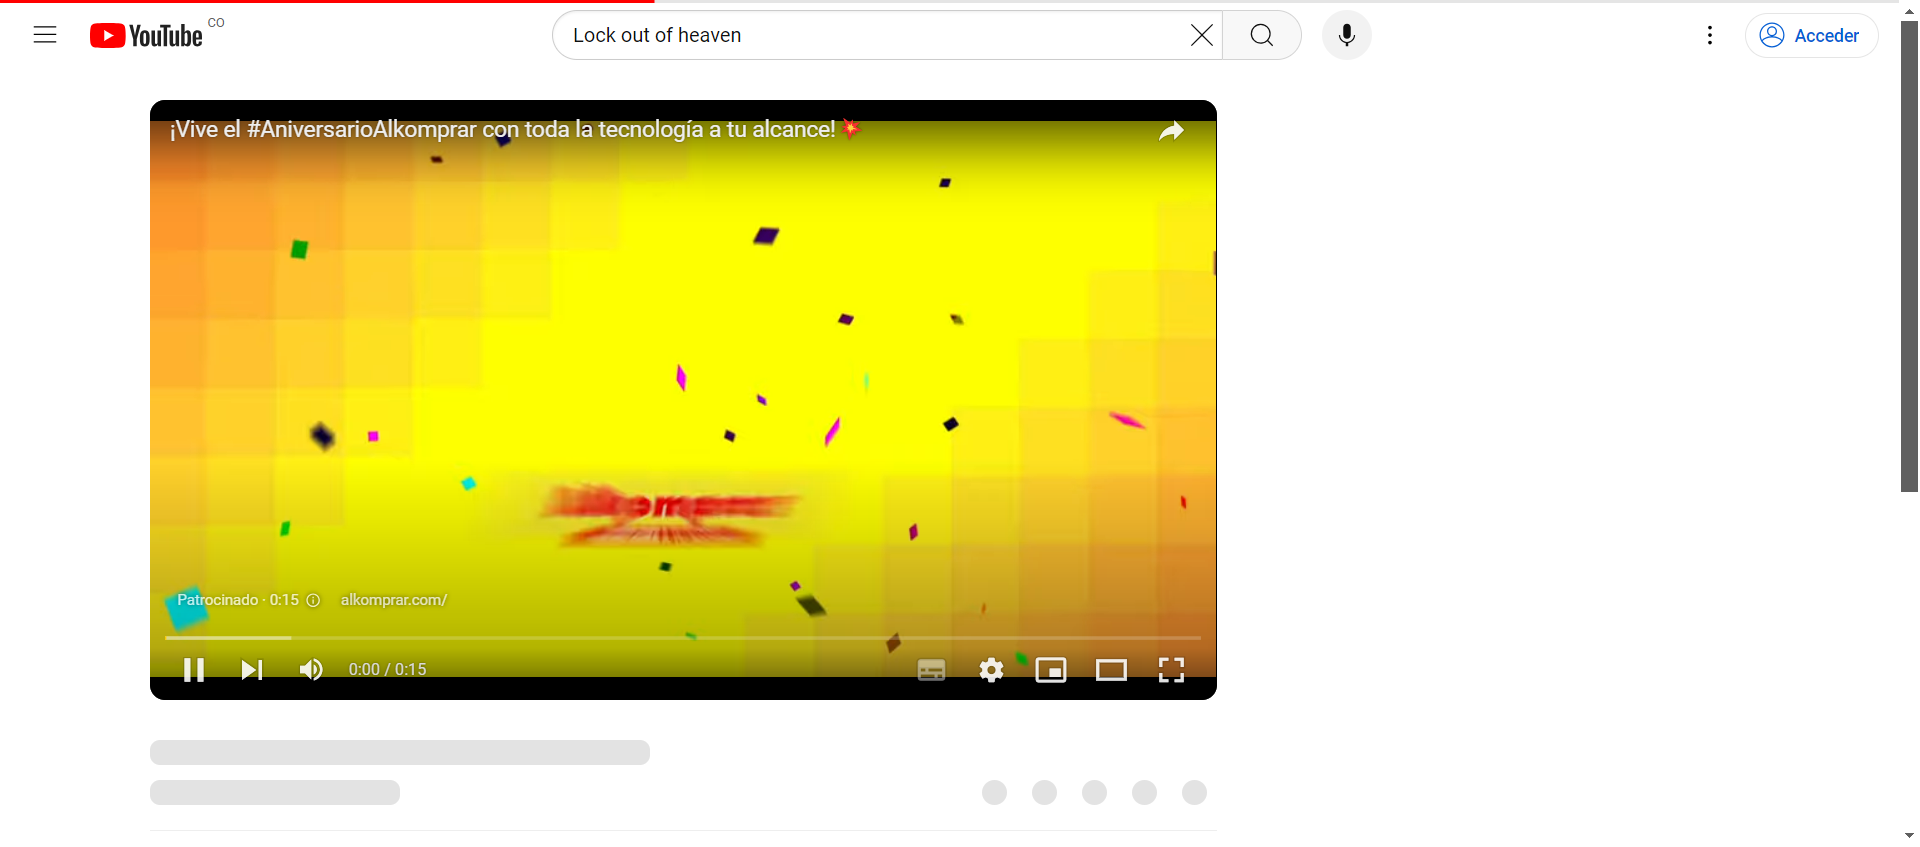 YouTube CO
Lock out of heaven
Acceder
¡Vive el #AniversarioAlkomprar con toda la tecnología a tu alcance!💥
Patrocinado · 0:15 alkomprar.com/
0:00 / 0:15